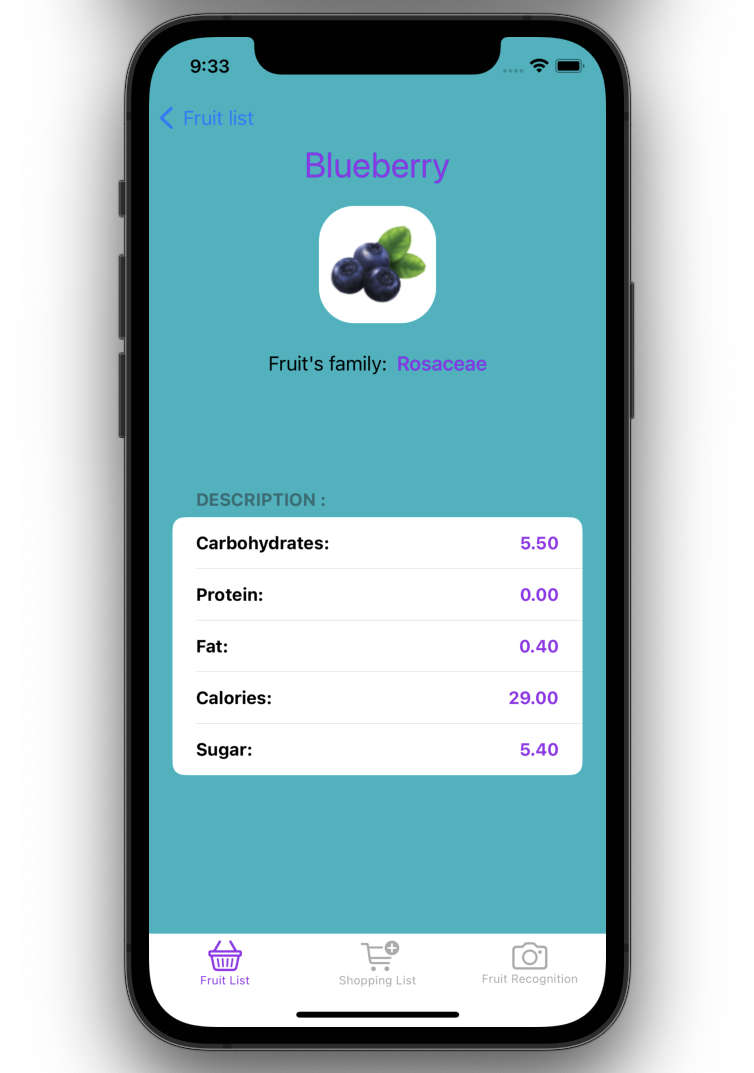 9:33
Fruit list
Blueberry
Fruit's family: Rosaceae
DESCRIPTION :
Carbohydrates: 5.50
Protein: 0.00
Fat: 0.40
Calories: 29.00
Sugar: 5.40
Fruit List Shopping List Fruit Recognition